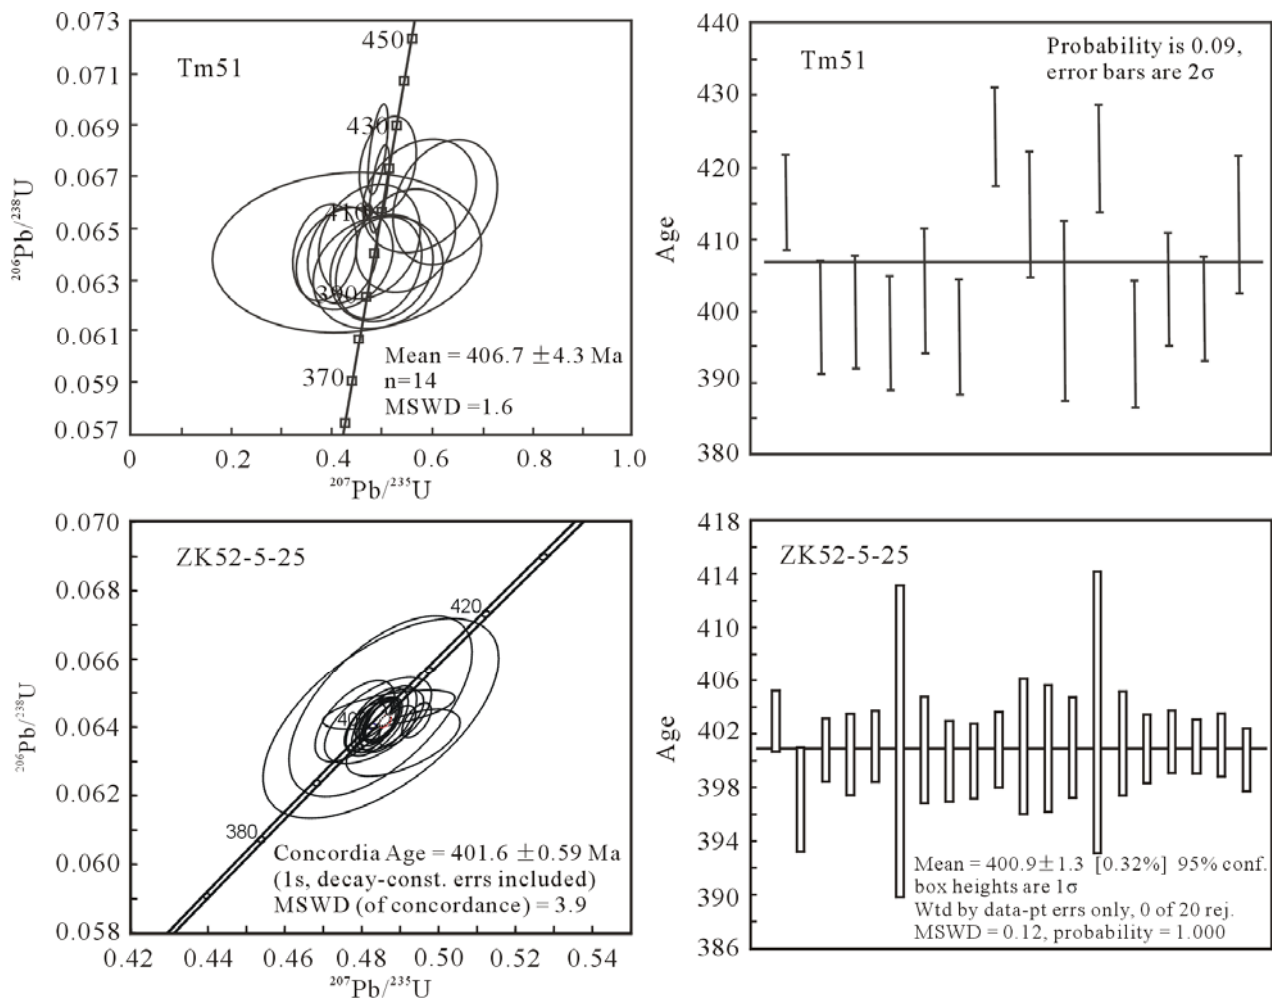 0.073
0.071
0.069
0.067
0.065
0.063
0.061
0.059
0.057
²⁰⁶Pb/²³⁸U
Tm51
450
430
410
390
370
Mean = 406.7 ±4.3 Ma
n=14
MSWD =1.6
0 0.2 0.4 0.6 0.8 1.0
²⁰⁷Pb/²³⁵U
440
430
420
410
400
390
380
Age
Tm51
Probability is 0.09,
error bars are 2σ
0.070
0.068
0.066
0.064
0.062
0.060
0.058
²⁰⁶Pb/²³⁸U
ZK52-5-25
420
380
Concordia Age = 401.6 ±0.59 Ma
(1s, decay-const. errs included)
MSWD (of concordance) = 3.9
0.42 0.44 0.46 0.48 0.50 0.52 0.54
²⁰⁷Pb/²³⁵U
418
414
410
406
402
398
394
390
386
Age
ZK52-5-25
Mean = 400.9±1.3 [0.32%] 95% conf.
box heights are 1σ
Wtd by data-pt errs only, 0 of 20 rej.
MSWD = 0.12, probability = 1.000